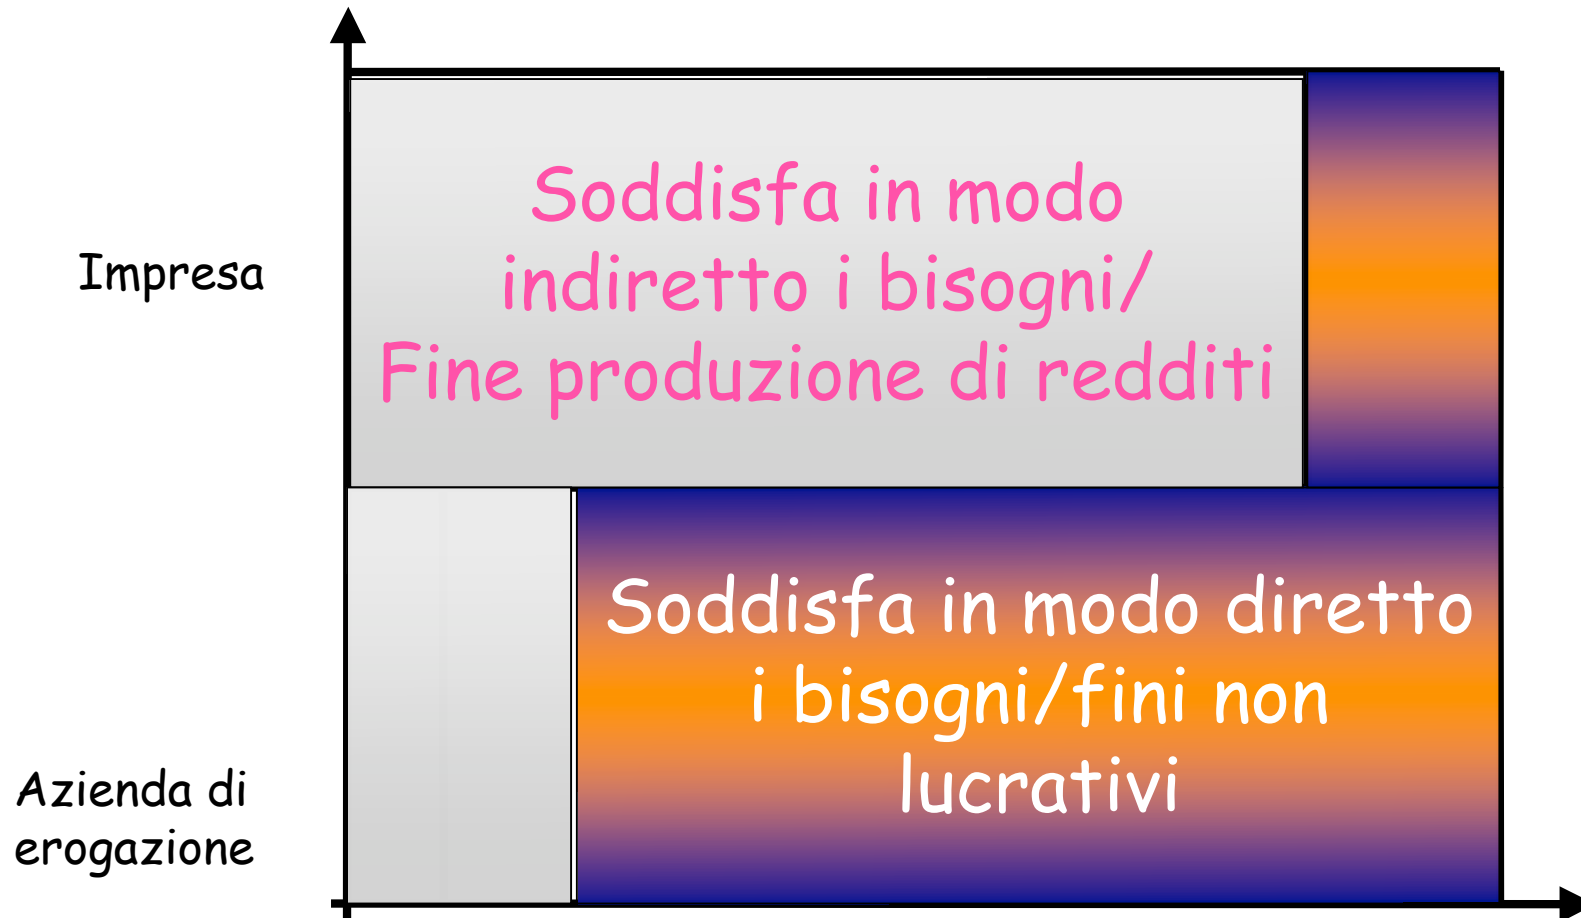 Soddisfa in modo
indiretto i bisogni/
Fine produzione di redditi
Impresa
Soddisfa in modo diretto
i bisogni/fini non
lucrativi
Azienda di
erogazione